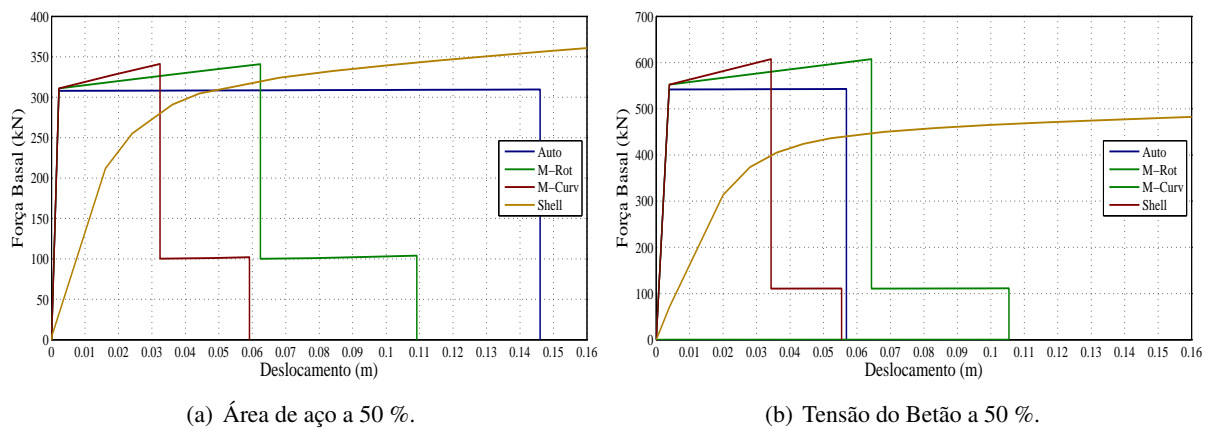 400
350
300
250
200
150
100
50
0
Força Basal (kN)
0 0.01 0.02 0.03 0.04 0.05 0.06 0.07 0.08 0.09 0.1 0.11 0.12 0.13 0.14 0.15 0.16
Deslocamento (m)
Auto
M-Rot
M-Curv
Shell
(a) Área de aço a 50 %.
700
600
500
400
300
200
100
0
Força Basal (kN)
0 0.01 0.02 0.03 0.04 0.05 0.06 0.07 0.08 0.09 0.1 0.11 0.12 0.13 0.14 0.15 0.16
Deslocamento (m)
Auto
M-Rot
M-Curv
Shell
(b) Tensão do Betão a 50 %.